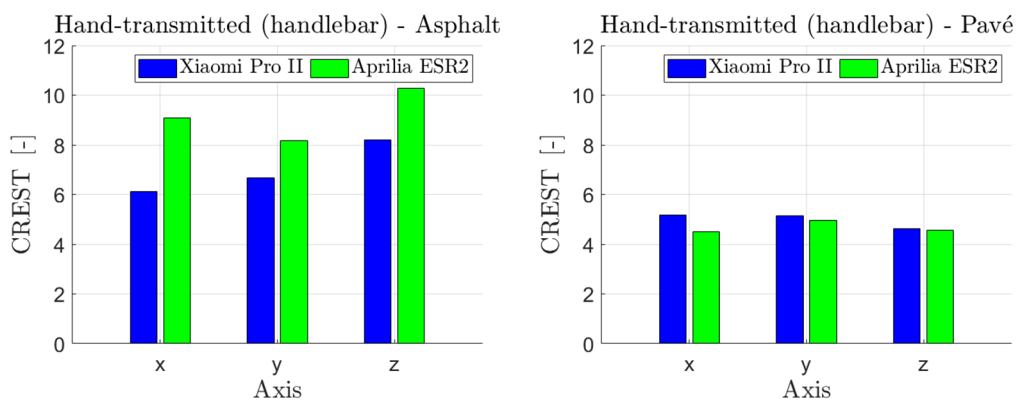 Hand-transmitted (handlebar) - Asphalt
12
10
8
6
4
2
0
CREST [-]
Xiaomi Pro II
Aprilia ESR2
x
y
z
Axis
Hand-transmitted (handlebar) - Pavé
12
10
8
6
4
2
0
CREST [-]
Xiaomi Pro II
Aprilia ESR2
x
y
z
Axis